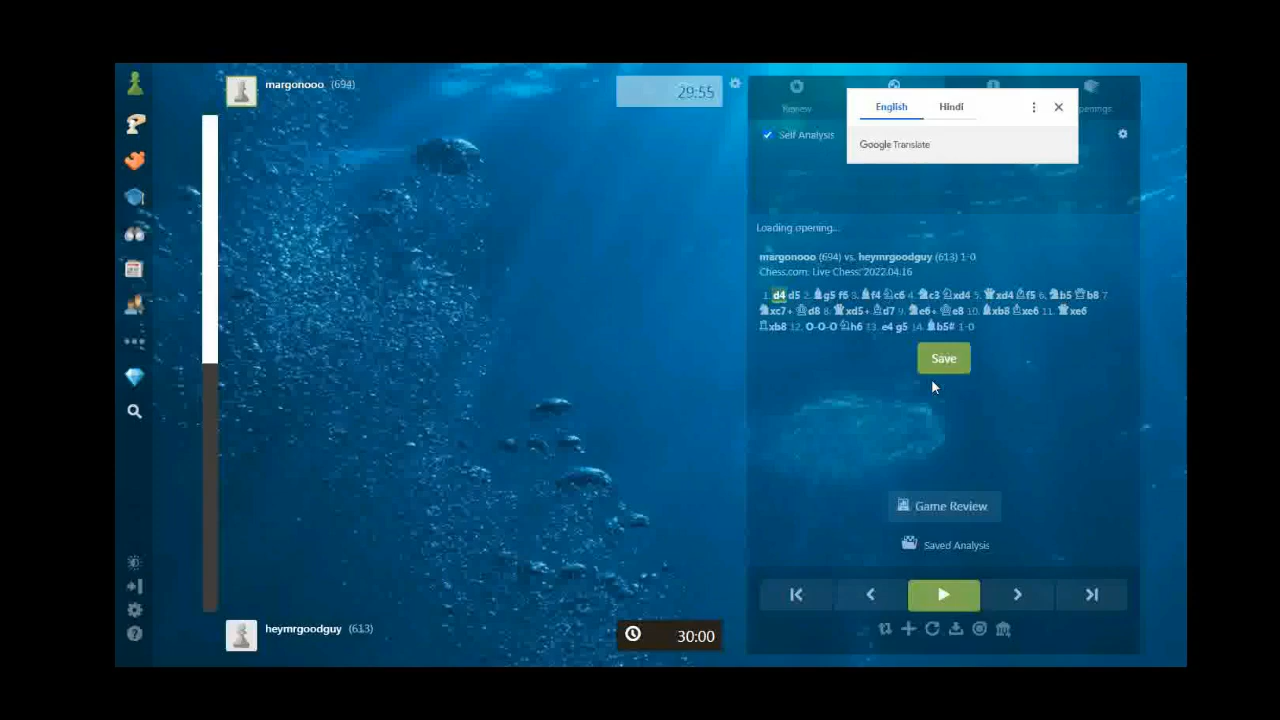 margonooo (694)
29:55
Review
English Hindi
Google Translate
Self Analysis
Loading opening...
margonooo (694) vs. heymrgoodguy (613) 1-0
Chess.com: Live Chess: 2022.04.16
1. d4 d5 2. ♝g5 f6 3. ♝f4 ♘c6 4. ♞c3 ♘xd4 5. ♛xd4 ♗f5 6. ♞b5 ♖b8 7.
♞xc7+ ♔d8 8. ♛xd5+ ♗d7 9. ♞e6+ ♔e8 10. ♝xb8 ♗xe6 11. ♛xe6
♖xb8 12. O-O-O ♘h6 13. e4 g5 14. ♝b5# 1-0
Save
Game Review
Saved Analysis
heymrgoodguy (613)
30:00